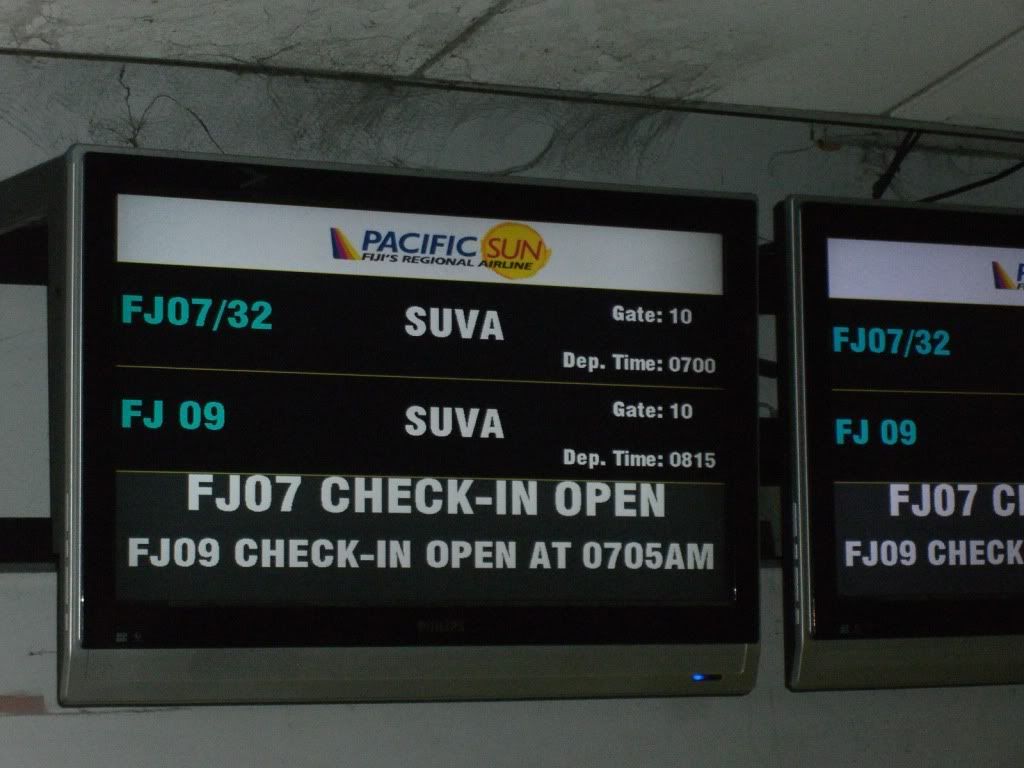 PACIFIC SUN
FIJI'S REGIONAL AIRLINE
FJ07/32 SUVA Gate: 10
Dep. Time: 0700
FJ 09 SUVA Gate: 10
Dep. Time: 0815
FJ07 CHECK-IN OPEN
FJ09 CHECK-IN OPEN AT 0705AM
PHILIPS
FJ07/32
FJ 09
FJ07 CH
FJ09 CHECK